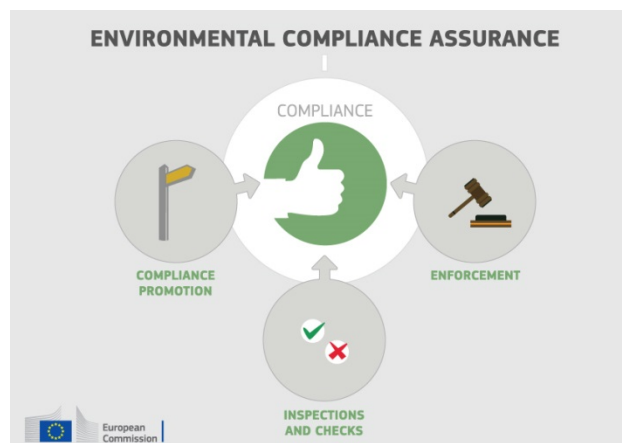 ENVIRONMENTAL COMPLIANCE ASSURANCE
COMPLIANCE
COMPLIANCE
PROMOTION
ENFORCEMENT
INSPECTIONS
AND CHECKS
European
Commission